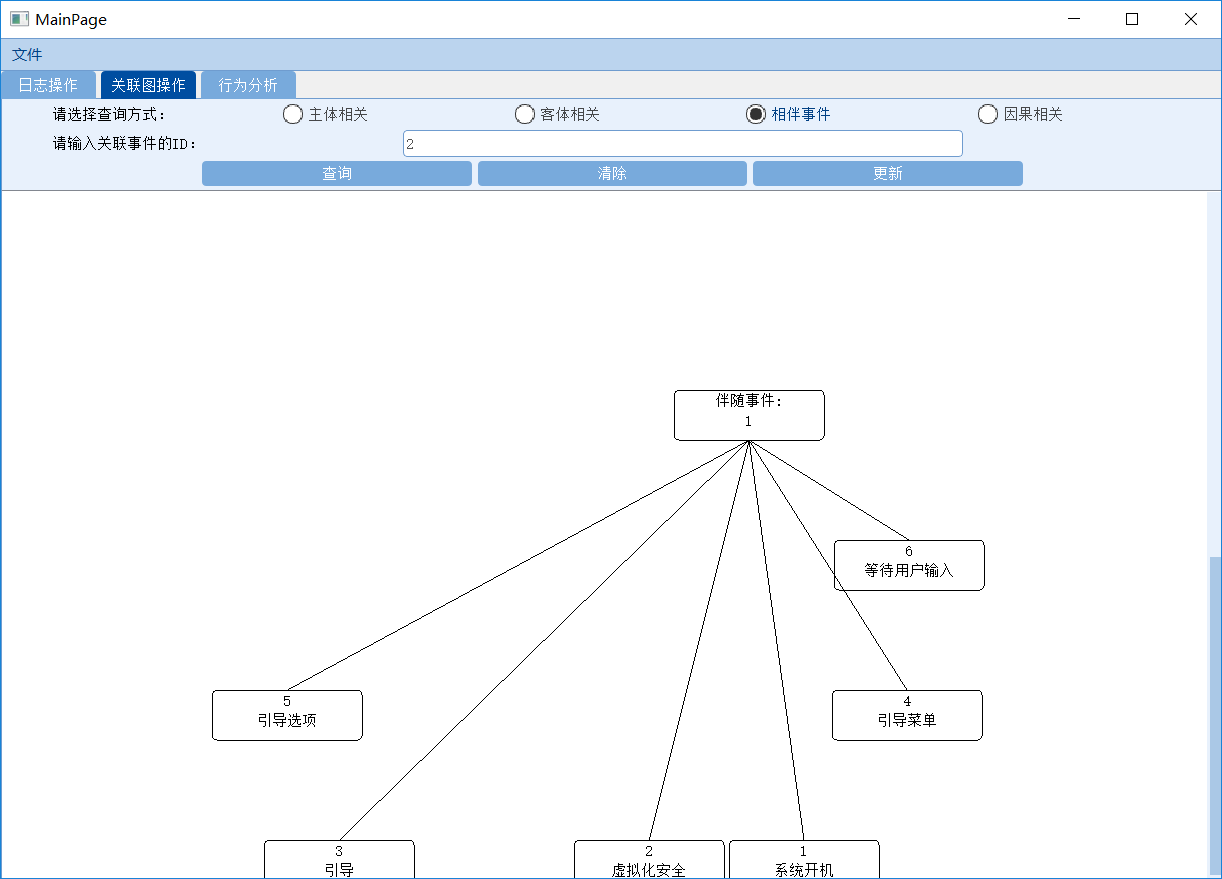 MainPage
文件
日志操作 关联图操作 行为分析
请选择查询方式: 主体相关 客体相关 相伴事件 因果相关
请输入关联事件的ID: 2
查询 清除 更新
伴随事件:
1
6
等待用户输入
5
引导选项
4
引导菜单
3
引导
2
虚拟化安全
1
系统开机